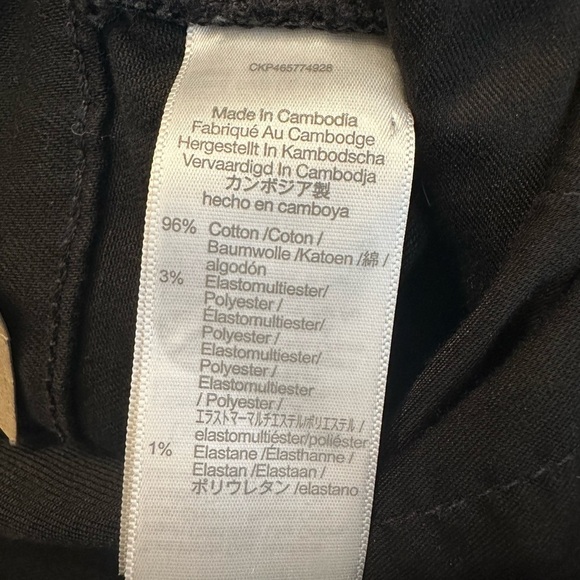 CKP465774928
Made In Cambodia
Fabriqué Au Cambodge
Hergestellt In Kambodscha
Vervaardigd In Cambodja
カンボジア製
hecho en camboya
96% Cotton /Coton /
Baumwolle /Katoen /綿 /
algodón
3% Elastomultiester/
Polyester /
Élastomultiester/
Polyester /
Elastomultiester/
Polyester /
Elastomultiester
/ Polyester /
エラストマーマルチエステル/ポリエステル /
elastomultiéster/poliéster
1% Elastane /Élasthanne /
Elastan /Elastaan /
ポリウレタン /elastano